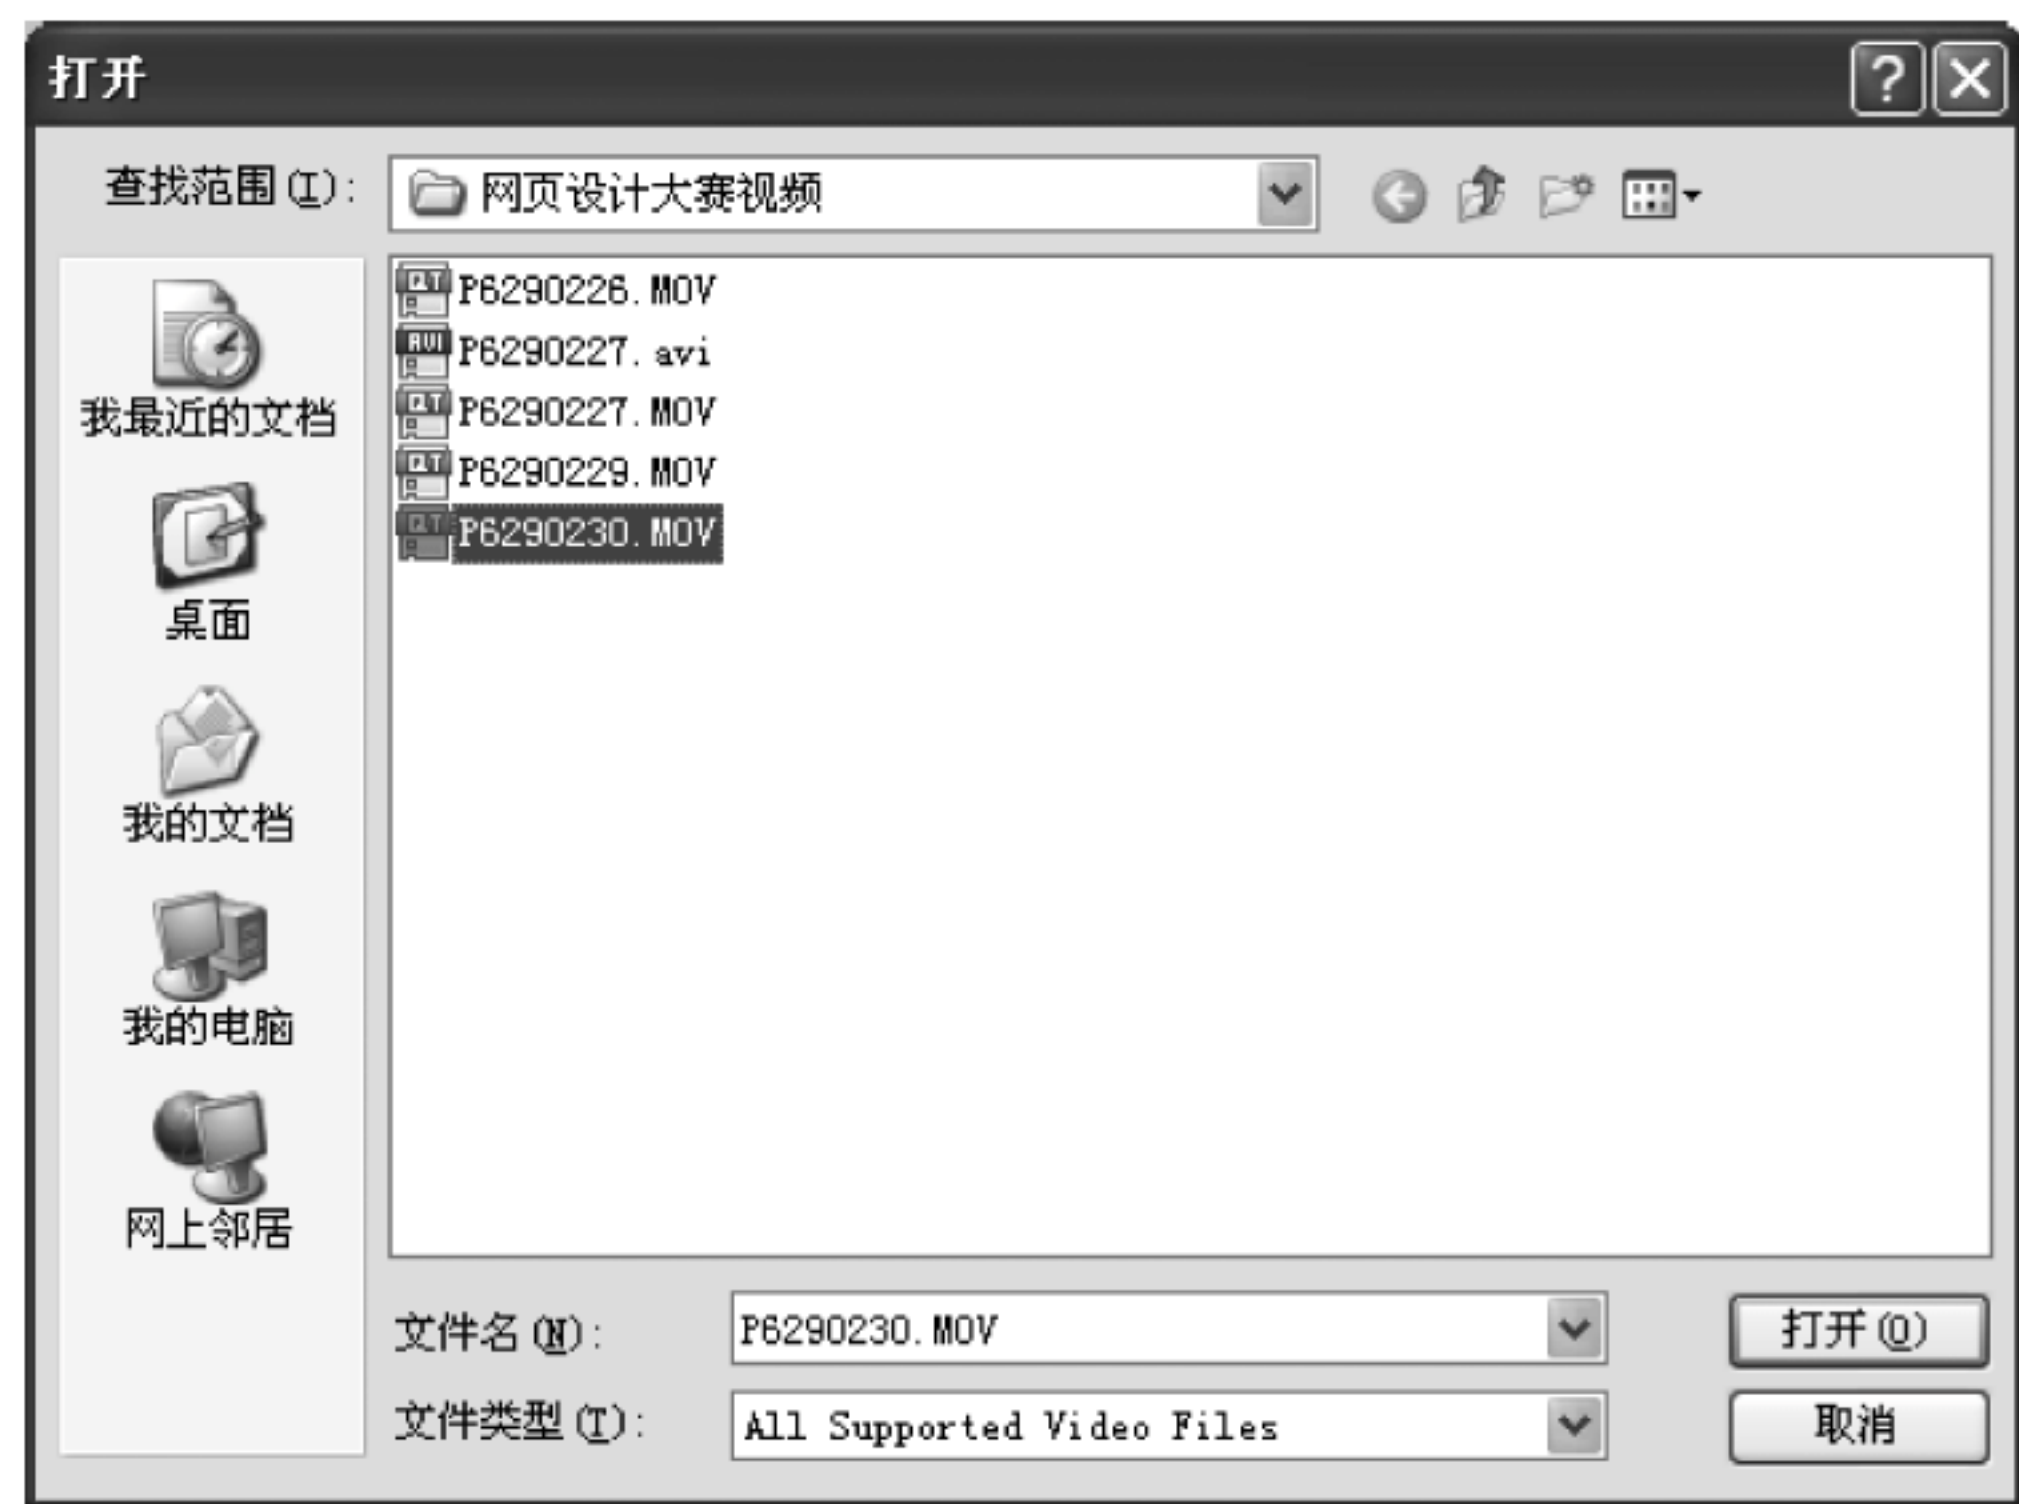 打开
查找范围(I):
网页设计大赛视频
P6290226.MOV
P6290227.avi
P6290227.MOV
P6290229.MOV
P6290230.MOV
我最近的文档
桌面
我的文档
我的电脑
网上邻居
文件名(N):
P6290230.MOV
打开(O)
文件类型(T):
All Supported Video Files
取消